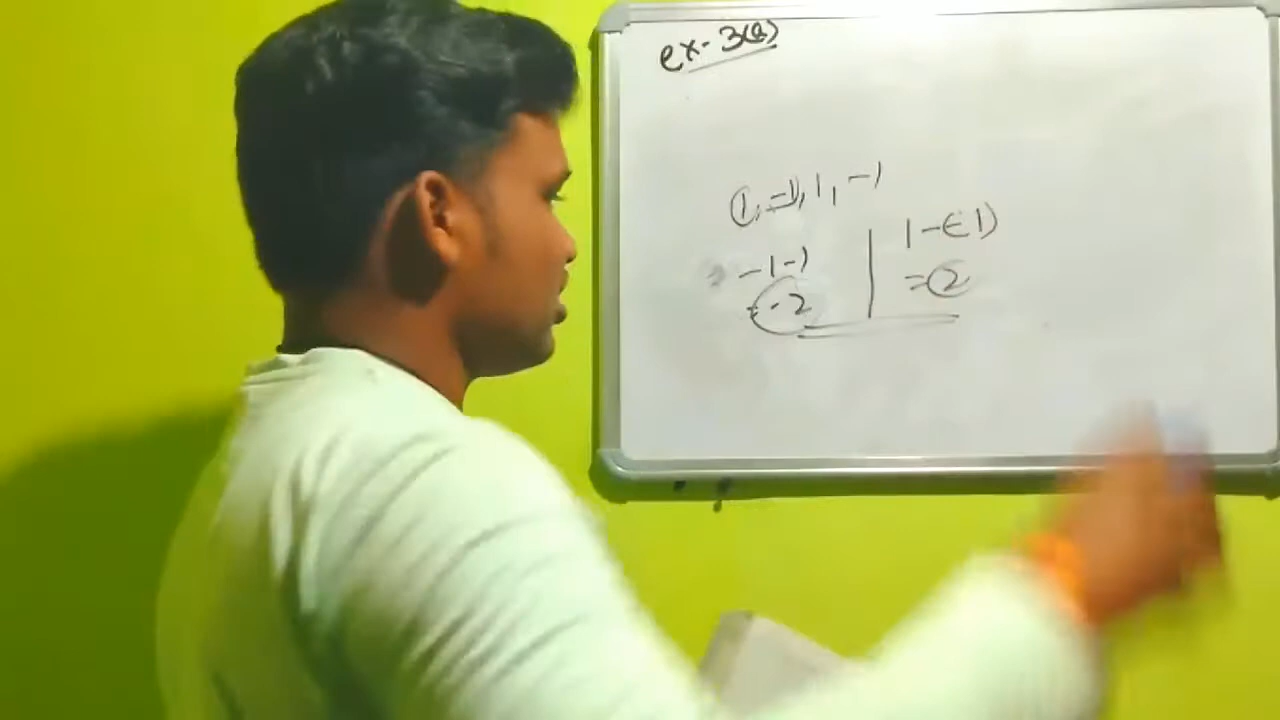 ex-3(a)
1, -1, 1, -1
-1-1
= -2
1-(-1)
= 2